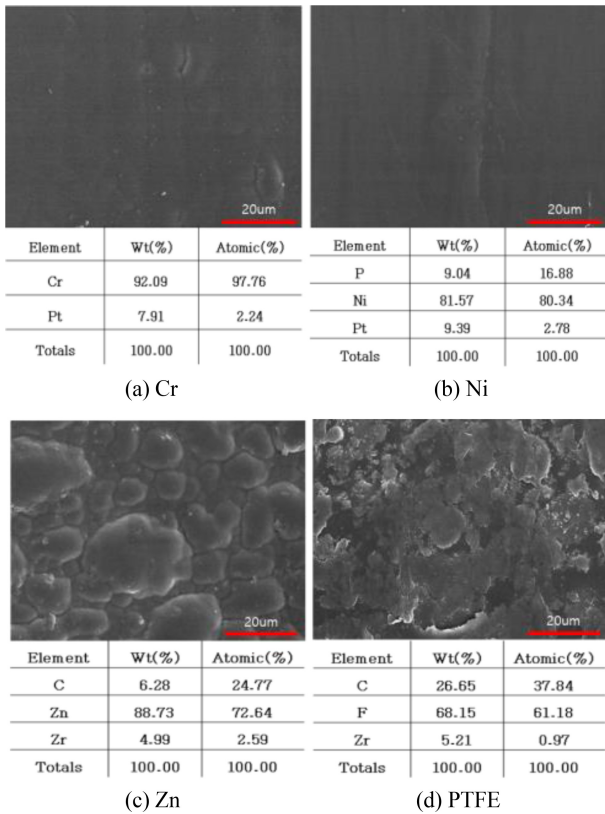 20um
20um
Element Wt(%) Atomic(%)
Cr 92.09 97.76
Pt 7.91 2.24
Totals 100.00 100.00
(a) Cr
Element Wt(%) Atomic(%)
P 9.04 16.88
Ni 81.57 80.34
Pt 9.39 2.78
Totals 100.00 100.00
(b) Ni
20um
20um
Element Wt(%) Atomic(%)
C 6.28 24.77
Zn 88.73 72.64
Zr 4.99 2.59
Totals 100.00 100.00
(c) Zn
Element Wt(%) Atomic(%)
C 26.65 37.84
F 68.15 61.18
Zr 5.21 0.97
Totals 100.00 100.00
(d) PTFE